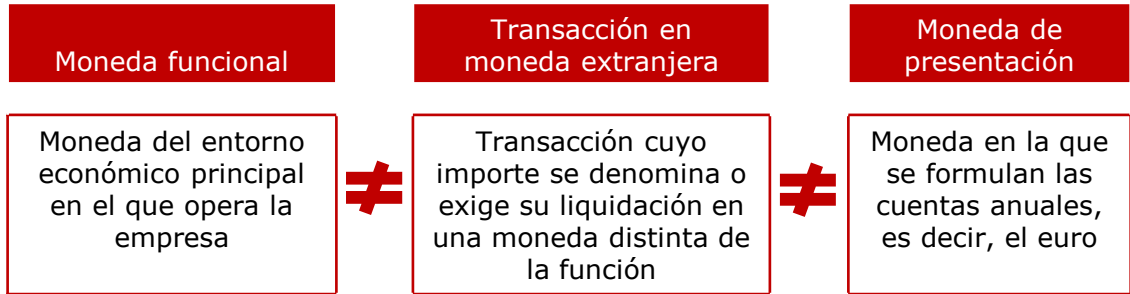 Moneda funcional
Transacción en
moneda extranjera
Moneda de
presentación
Moneda del entorno
económico principal
en el que opera la
empresa
≠
Transacción cuyo
importe se denomina o
exige su liquidación en
una moneda distinta de
la función
≠
Moneda en la que
se formulan las
cuentas anuales,
es decir, el euro